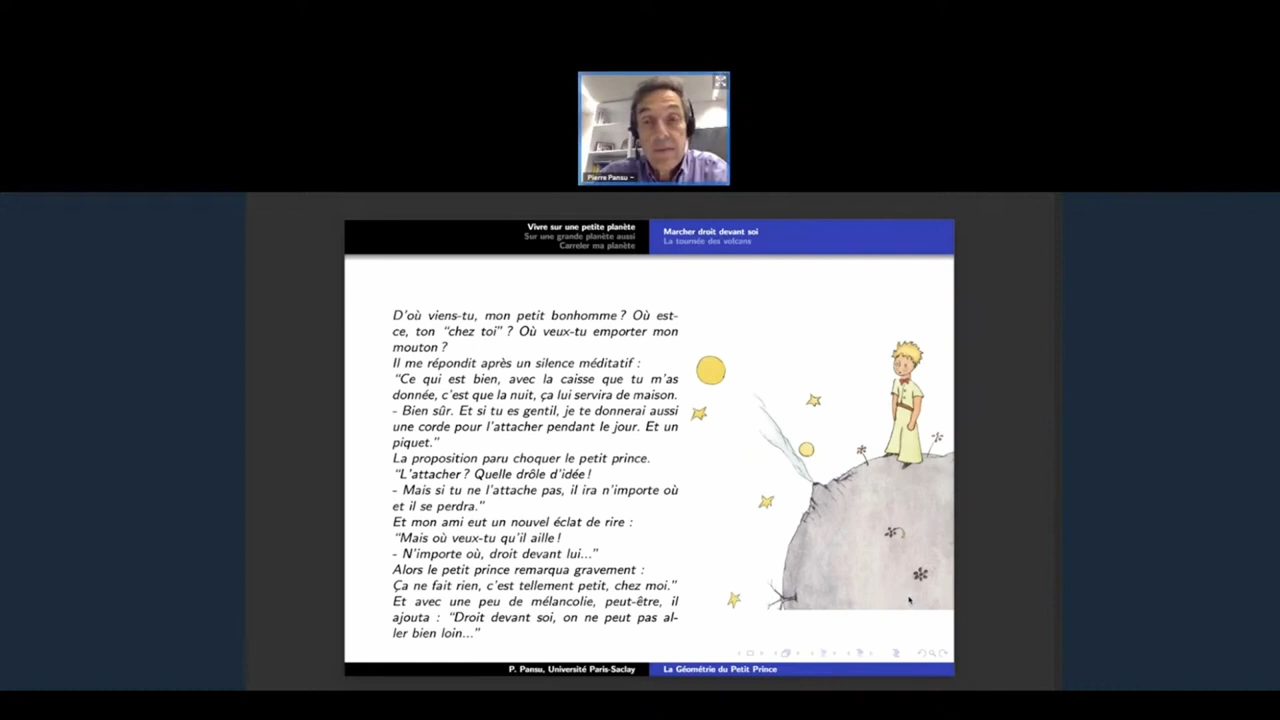 Pierre Pansu
Vivre sur une petite planète
Sur une grande planète aussi
Carreler ma planète
Marcher droit devant soi
La tournée des volcans
D'où viens-tu, mon petit bonhomme ? Où est-
ce, ton "chez toi" ? Où veux-tu emporter mon
mouton ?
Il me répondit après un silence méditatif :
"Ce qui est bien, avec la caisse que tu m'as
donnée, c'est que la nuit, ça lui servira de maison.
- Bien sûr. Et si tu es gentil, je te donnerai aussi
une corde pour l'attacher pendant le jour. Et un
piquet."
La proposition paru choquer le petit prince.
"L'attacher ? Quelle drôle d'idée !
- Mais si tu ne l'attache pas, il ira n'importe où
et il se perdra."
Et mon ami eut un nouvel éclat de rire :
"Mais où veux-tu qu'il aille !
- N'importe où, droit devant lui..."
Alors le petit prince remarqua gravement :
Ça ne fait rien, c'est tellement petit, chez moi."
Et avec une peu de mélancolie, peut-être, il
ajouta : "Droit devant soi, on ne peut pas al-
ler bien loin..."
P. Pansu, Université Paris-Saclay
La Géométrie du Petit Prince